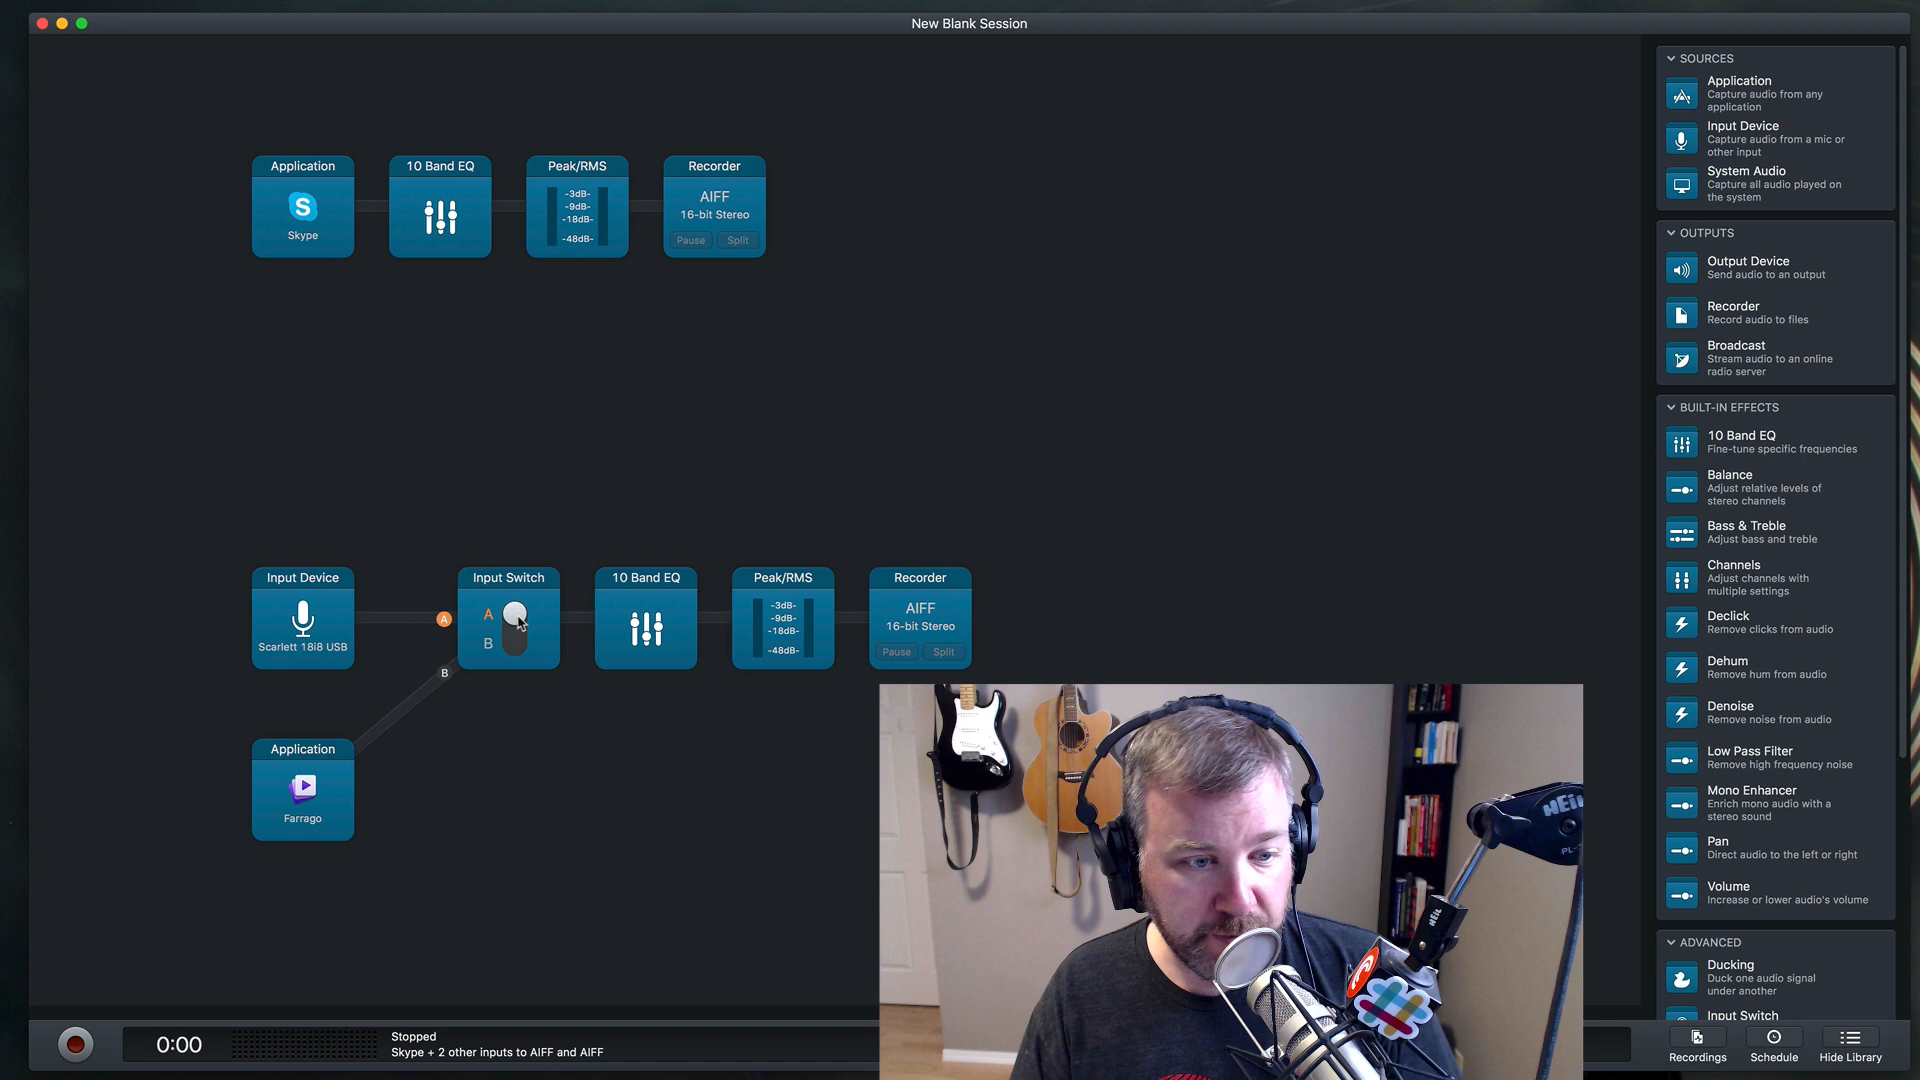 New Blank Session
Application
Skype
10 Band EQ
Peak/RMS
-3dB-
-9dB-
-18dB-
-48dB-
Recorder
AIFF
16-bit Stereo
Pause
Split
Input Device
Scarlett 18i8 USB
A
B
Input Switch
A
B
10 Band EQ
Peak/RMS
-3dB-
-9dB-
-18dB-
-48dB-
Recorder
AIFF
16-bit Stereo
Pause
Split
Application
Farrago
SOURCES
Application
Capture audio from any
application
Input Device
Capture audio from a mic or
other input
System Audio
Capture all audio played on
the system
OUTPUTS
Output Device
Send audio to an output
Recorder
Record audio to files
Broadcast
Stream audio to an online
radio server
BUILT-IN EFFECTS
10 Band EQ
Fine-tune specific frequencies
Balance
Adjust relative levels of
stereo channels
Bass & Treble
Adjust bass and treble
Channels
Adjust channels with
multiple settings
Declick
Remove clicks from audio
Dehum
Remove hum from audio
Denoise
Remove noise from audio
Low Pass Filter
Remove high frequency noise
Mono Enhancer
Enrich mono audio with a
stereo sound
Pan
Direct audio to the left or right
Volume
Increase or lower audio's volume
ADVANCED
Ducking
Duck one audio signal
under another
Input Switch
0:00
Stopped
Skype + 2 other inputs to AIFF and AIFF
Recordings
Schedule
Hide Library
HEiL